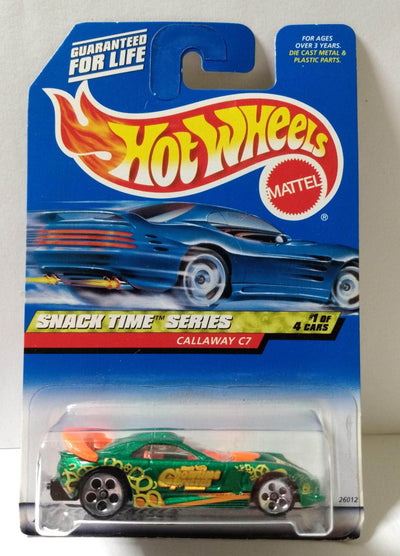 GUARANTEED
FOR LIFE
FOR AGES
OVER 3 YEARS.
DIE CAST METAL &
PLASTIC PARTS.
HOT WHEELS
MATTEL
®
SNACK TIME™ SERIES
#1 OF
4 CARS
CALLAWAY C7
26012